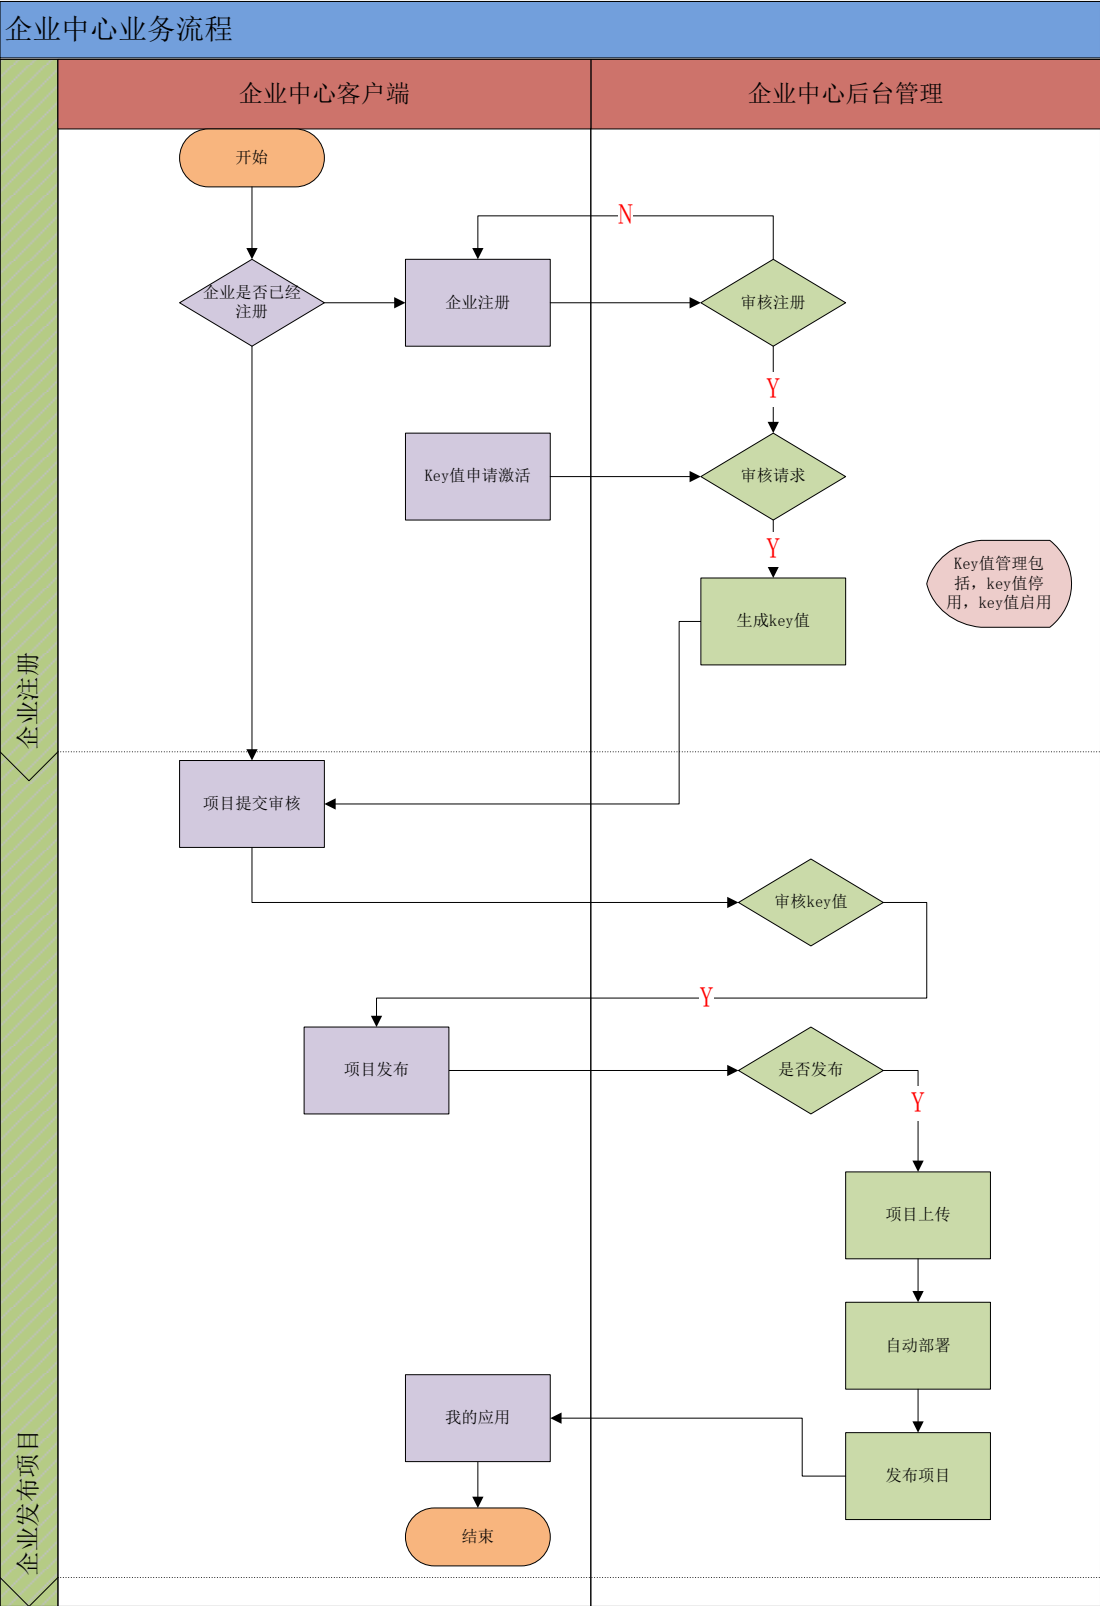 企业中心业务流程
企业中心客户端
企业中心后台管理
开始
N
企业是否已经
注册
企业注册
审核注册
Y
Key值申请激活
审核请求
Y
Key值管理包
括，key值停
用，key值启用
生成key值
企业注册
项目提交审核
审核key值
Y
项目发布
是否发布
Y
项目上传
自动部署
我的应用
发布项目
企业发布项目
结束